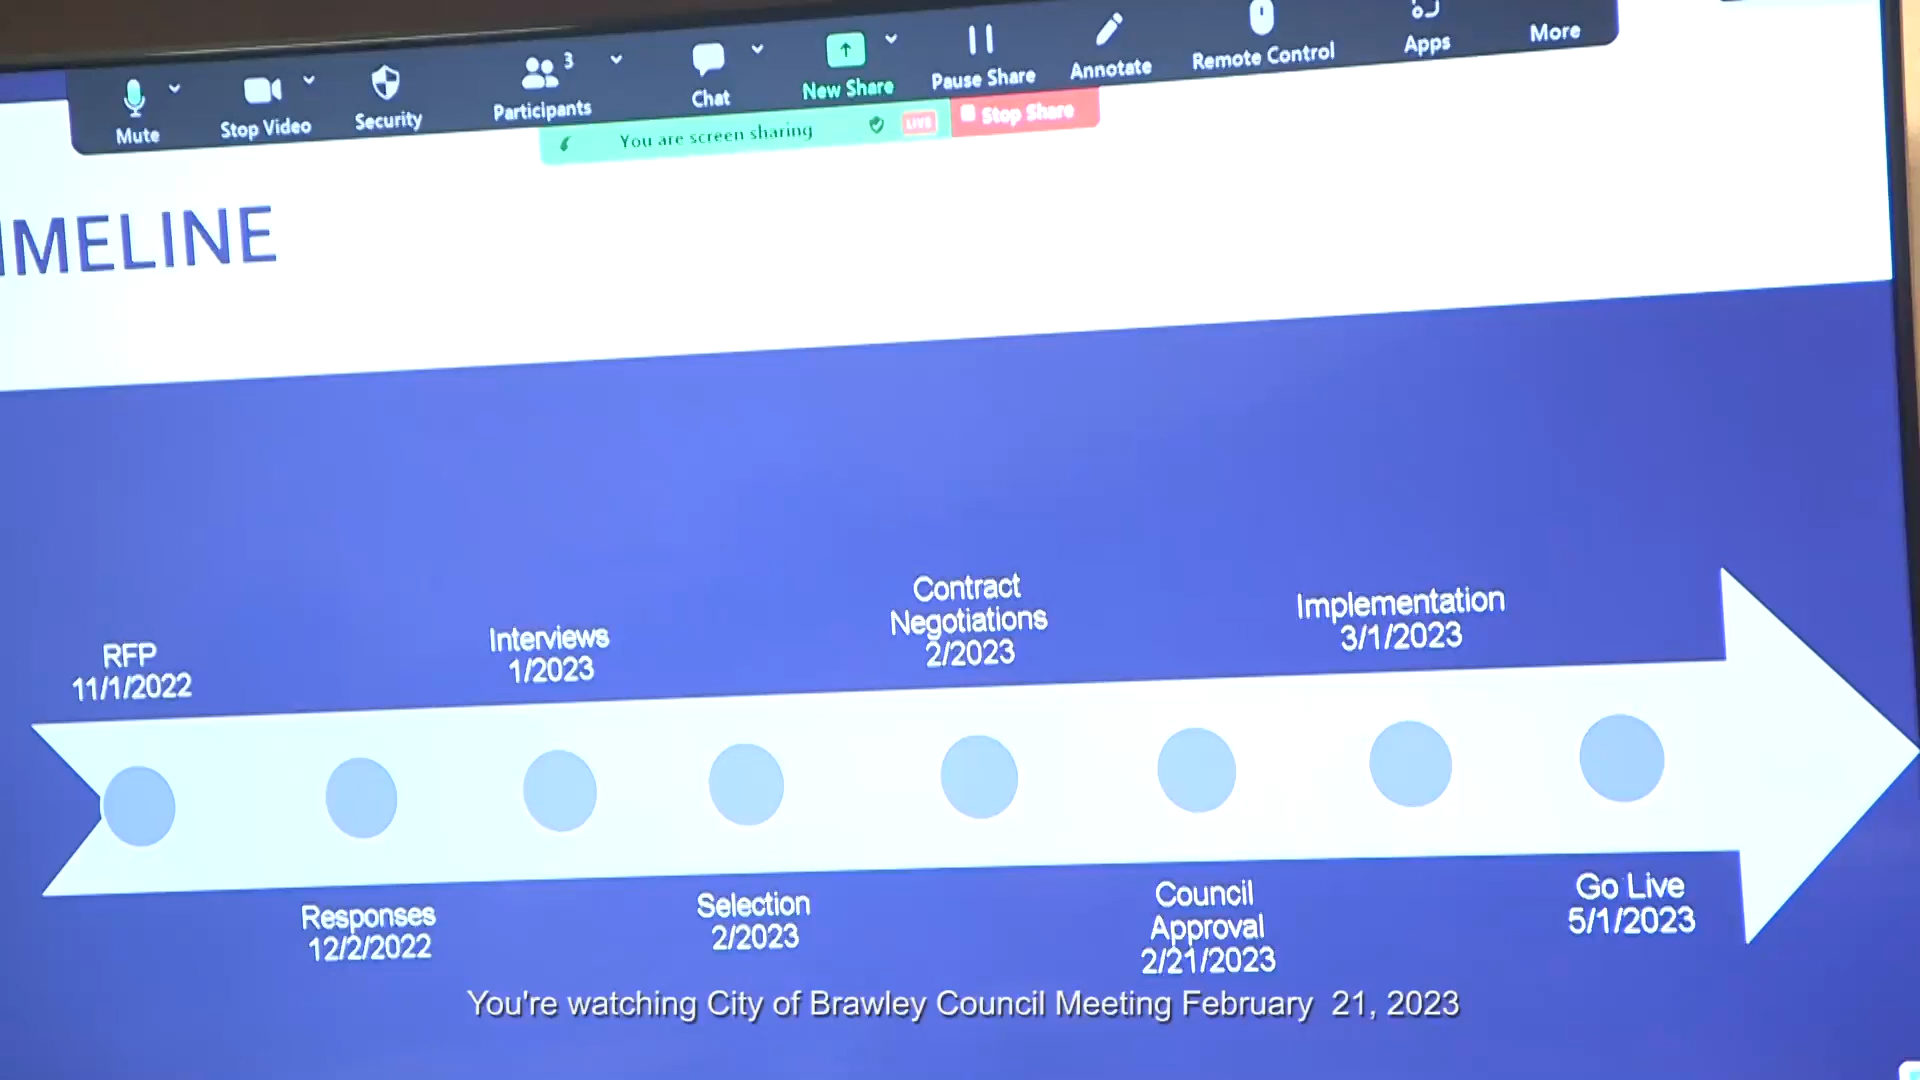 Mute
Stop Video
Security
Participants
3
Chat
New Share
Pause Share
Annotate
Remote Control
Apps
More
You are screen sharing
LIVE
Stop Share
IMELINE
RFP
11/1/2022
Responses
12/2/2022
Interviews
1/2023
Selection
2/2023
Contract
Negotiations
2/2023
Council
Approval
2/21/2023
Implementation
3/1/2023
Go Live
5/1/2023
You're watching City of Brawley Council Meeting February 21, 2023